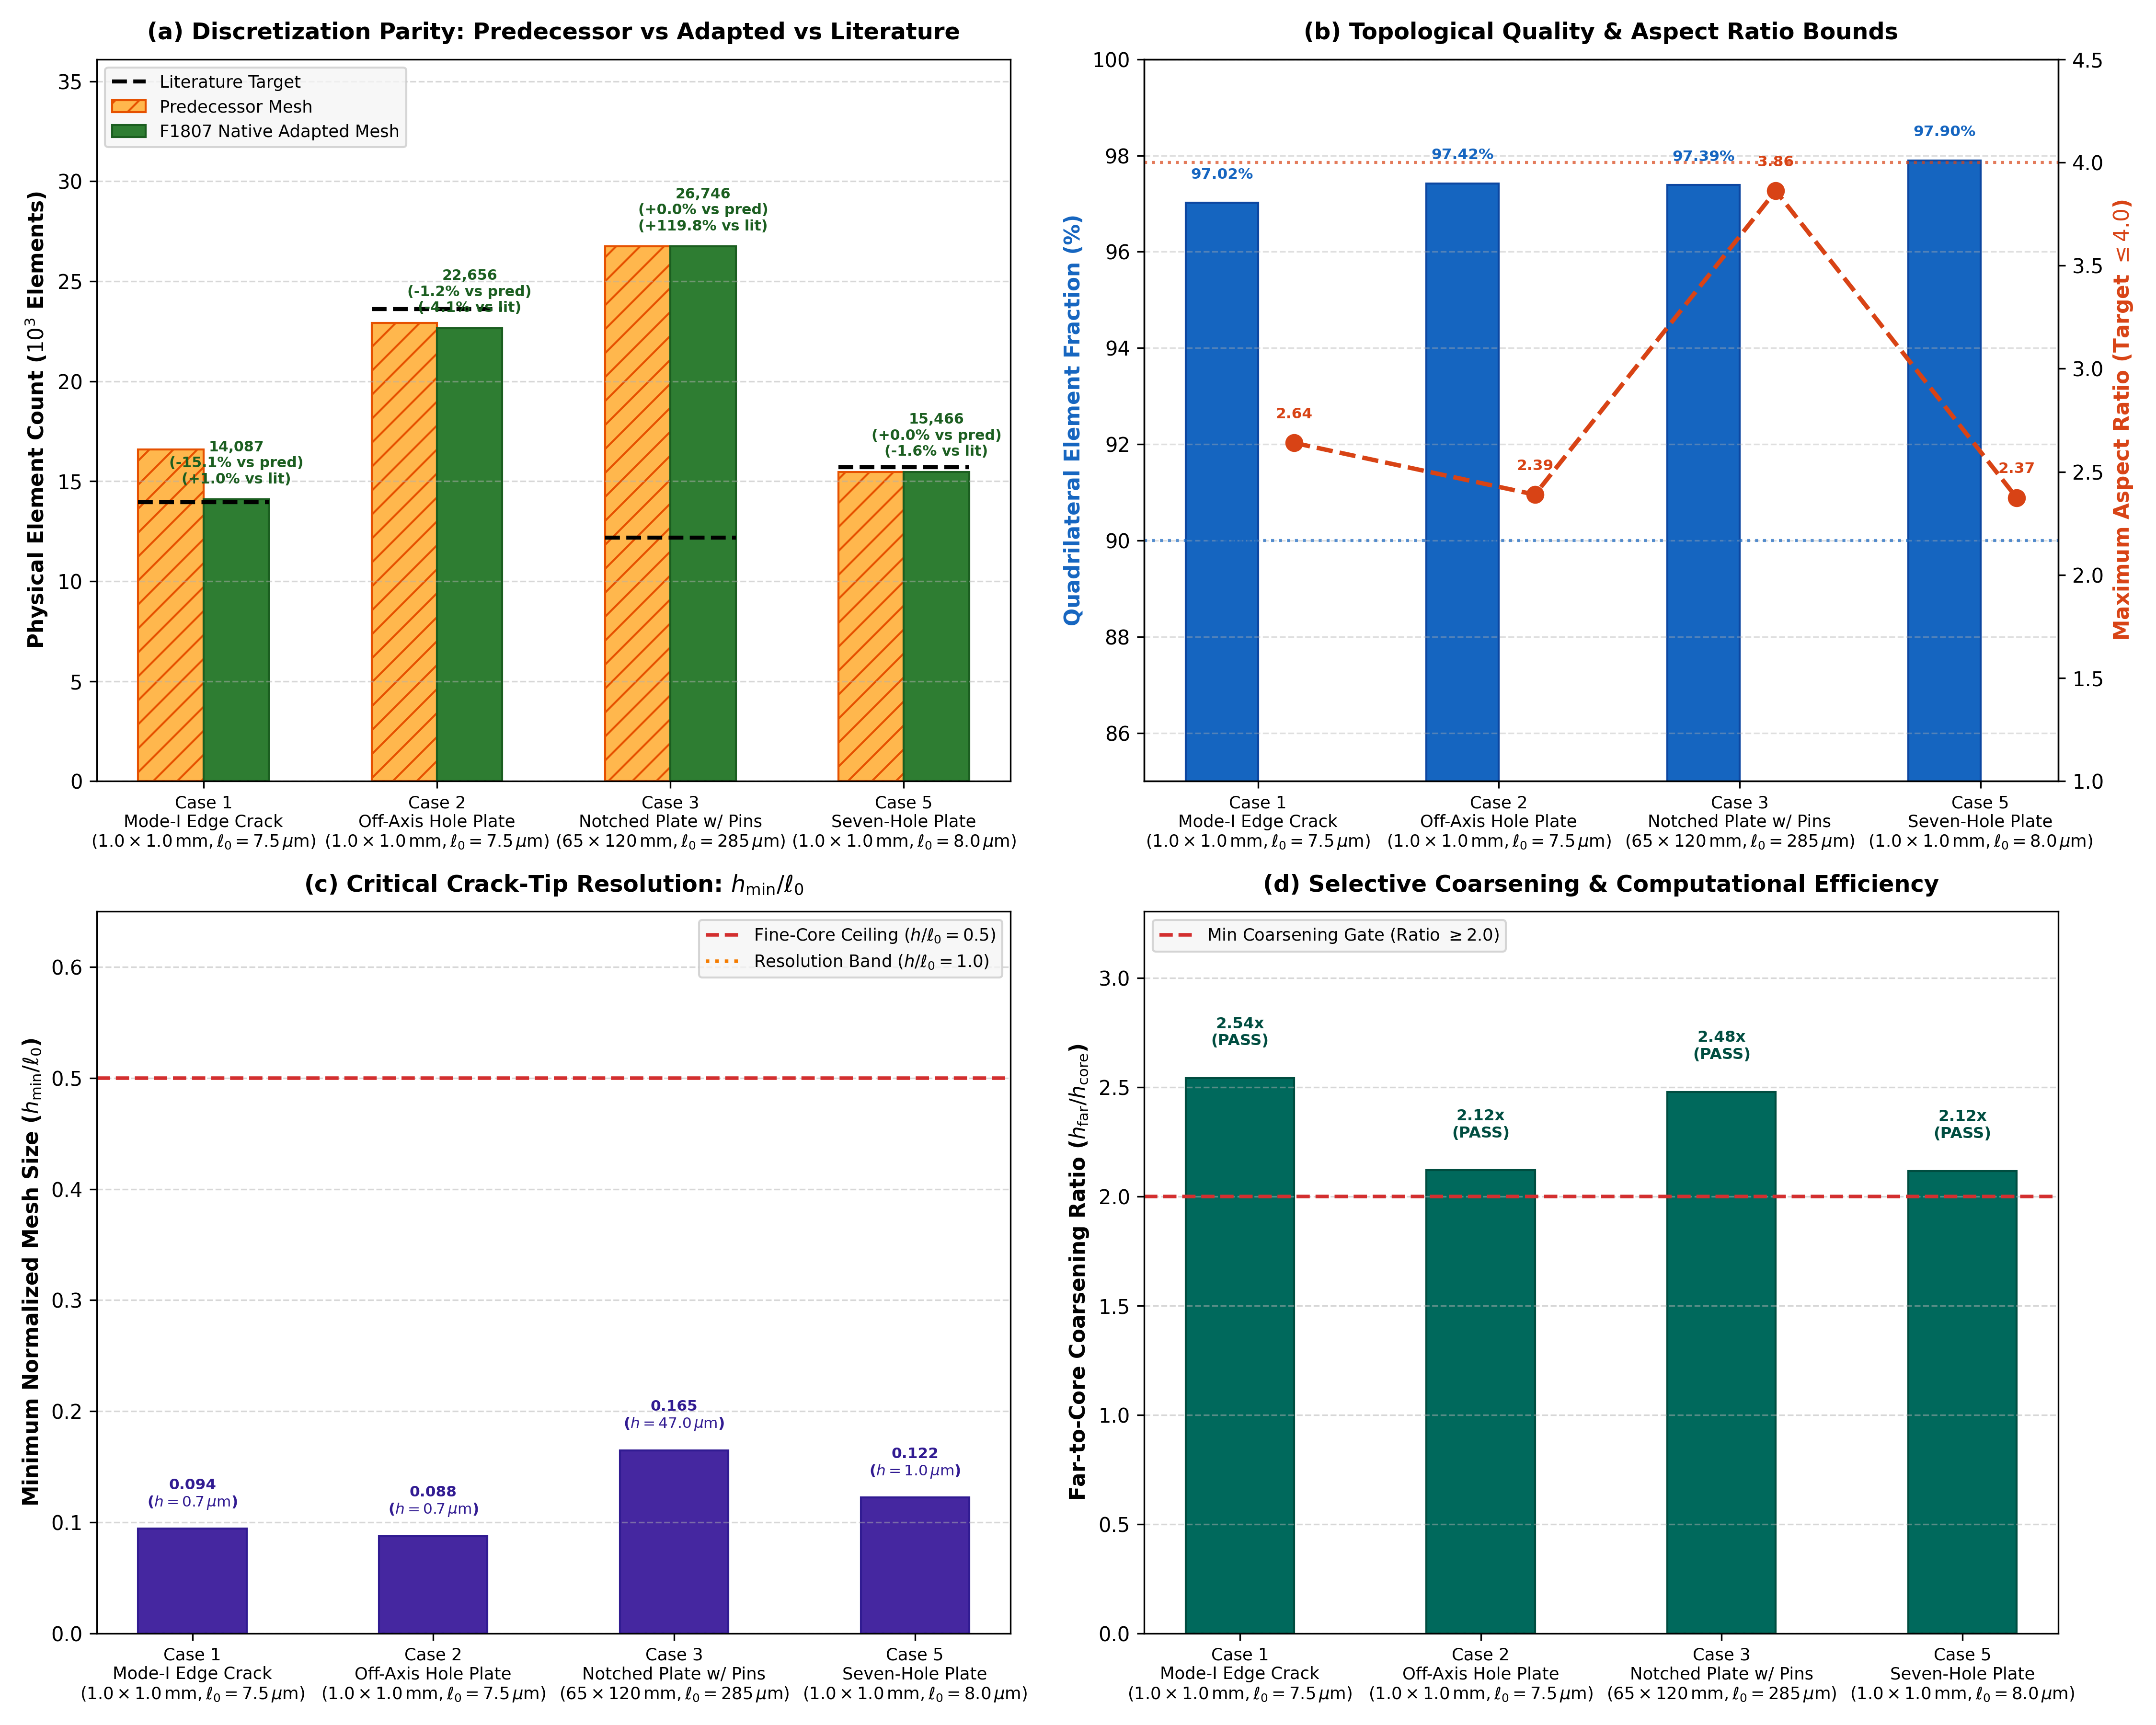 (a) Discretization Parity: Predecessor vs Adapted vs Literature
Physical Element Count (10³ Elements)
35
30
25
20
15
10
5
0
Literature Target
Predecessor Mesh
F1807 Native Adapted Mesh
14,087
(-15.1% vs pred)
(+1.0% vs lit)
22,656
(-1.2% vs pred)
(-4.1% vs lit)
26,746
(+0.0% vs pred)
(+119.8% vs lit)
15,466
(+0.0% vs pred)
(-1.6% vs lit)
Case 1
Mode-I Edge Crack
(1.0 × 1.0 mm, ℓ₀ = 7.5 μm)
Case 2
Off-Axis Hole Plate
(1.0 × 1.0 mm, ℓ₀ = 7.5 μm)
Case 3
Notched Plate w/ Pins
(65 × 120 mm, ℓ₀ = 285 μm)
Case 5
Seven-Hole Plate
(1.0 × 1.0 mm, ℓ₀ = 8.0 μm)
(b) Topological Quality & Aspect Ratio Bounds
Quadrilateral Element Fraction (%)
100
98
96
94
92
90
88
86
97.02%
97.42%
97.39%
97.90%
2.64
2.39
3.86
2.37
4.5
4.0
3.5
3.0
2.5
2.0
1.5
1.0
Maximum Aspect Ratio (Target ≤ 4.0)
Case 1
Mode-I Edge Crack
(1.0 × 1.0 mm, ℓ₀ = 7.5 μm)
Case 2
Off-Axis Hole Plate
(1.0 × 1.0 mm, ℓ₀ = 7.5 μm)
Case 3
Notched Plate w/ Pins
(65 × 120 mm, ℓ₀ = 285 μm)
Case 5
Seven-Hole Plate
(1.0 × 1.0 mm, ℓ₀ = 8.0 μm)
(c) Critical Crack-Tip Resolution: h_min/ℓ₀
Minimum Normalized Mesh Size (h_min/ℓ₀)
0.6
0.5
0.4
0.3
0.2
0.1
0.0
Fine-Core Ceiling (h/ℓ₀ = 0.5)
Resolution Band (h/ℓ₀ = 1.0)
0.094
(h = 0.7 μm)
0.088
(h = 0.7 μm)
0.165
(h = 47.0 μm)
0.122
(h = 1.0 μm)
Case 1
Mode-I Edge Crack
(1.0 × 1.0 mm, ℓ₀ = 7.5 μm)
Case 2
Off-Axis Hole Plate
(1.0 × 1.0 mm, ℓ₀ = 7.5 μm)
Case 3
Notched Plate w/ Pins
(65 × 120 mm, ℓ₀ = 285 μm)
Case 5
Seven-Hole Plate
(1.0 × 1.0 mm, ℓ₀ = 8.0 μm)
(d) Selective Coarsening & Computational Efficiency
Far-to-Core Coarsening Ratio (h_far/h_core)
3.0
2.5
2.0
1.5
1.0
0.5
0.0
Min Coarsening Gate (Ratio ≥ 2.0)
2.54x
(PASS)
2.12x
(PASS)
2.48x
(PASS)
2.12x
(PASS)
Case 1
Mode-I Edge Crack
(1.0 × 1.0 mm, ℓ₀ = 7.5 μm)
Case 2
Off-Axis Hole Plate
(1.0 × 1.0 mm, ℓ₀ = 7.5 μm)
Case 3
Notched Plate w/ Pins
(65 × 120 mm, ℓ₀ = 285 μm)
Case 5
Seven-Hole Plate
(1.0 × 1.0 mm, ℓ₀ = 8.0 μm)